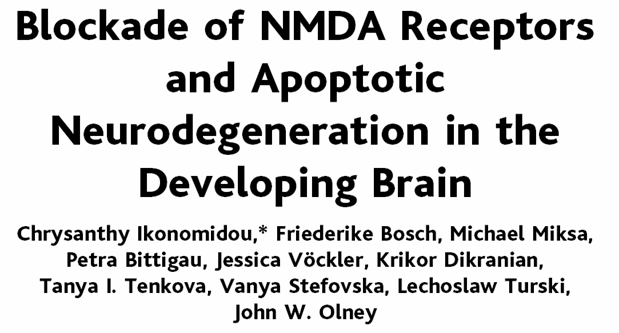 Blockade of NMDA Receptors
and Apoptotic
Neurodegeneration in the
Developing Brain
Chrysanthy Ikonomidou,* Friederike Bosch, Michael Miksa,
Petra Bittigau, Jessica Vöckler, Krikor Dikranian,
Tanya I. Tenkova, Vanya Stefovska, Lechoslaw Turski,
John W. Olney